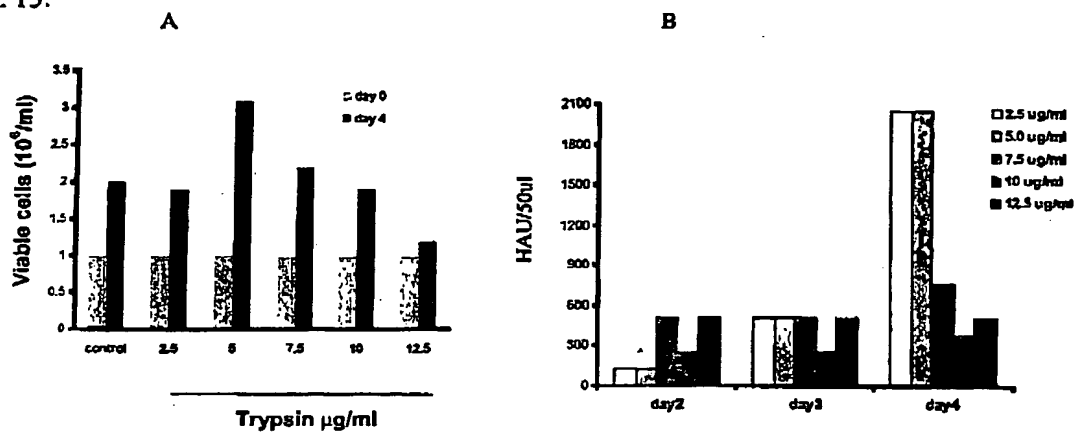 A
B
Viable cells (10⁶/ml)
3.5
3
2.5
2
1.5
1
0.5
0
day 0
day 4
control 2.5 5 7.5 10 12.5
Trypsin µg/ml
HAU/50ul
2100
1800
1500
1200
900
600
300
0
2.5 ug/ml
5.0 ug/ml
7.5 ug/ml
10 ug/ml
12.5 ug/ml
day2 day3 day4